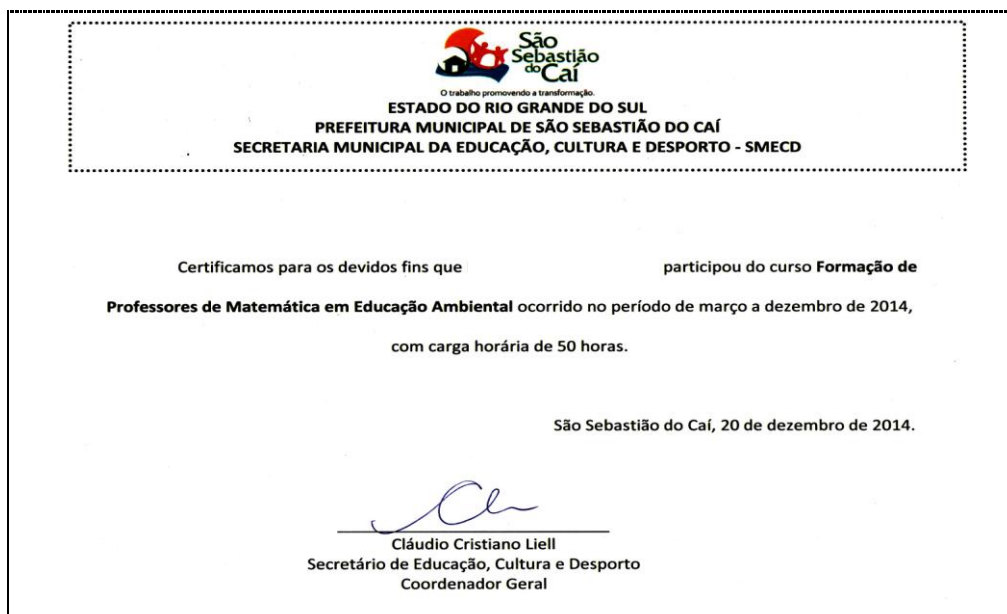 São
Sebastião
do Caí
O trabalho promovendo a transformação.
ESTADO DO RIO GRANDE DO SUL
PREFEITURA MUNICIPAL DE SÃO SEBASTIÃO DO CAÍ
SECRETARIA MUNICIPAL DA EDUCAÇÃO, CULTURA E DESPORTO - SMECD
Certificamos para os devidos fins que participou do curso Formação de
Professores de Matemática em Educação Ambiental ocorrido no período de março a dezembro de 2014,
com carga horária de 50 horas.
São Sebastião do Caí, 20 de dezembro de 2014.
Cláudio Cristiano Liell
Secretário de Educação, Cultura e Desporto
Coordenador Geral